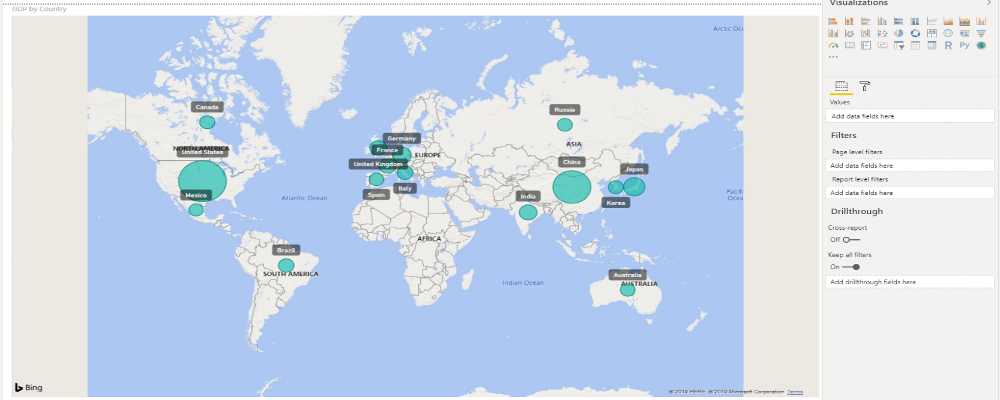 GDP by Country
Arctic Oce
Canada
Russia
NORTH AMERICA
United States
Germany
France
EUROPE
ASIA
United Kingdom
China
Japan
Atlantic Ocean
Mexico
Spain
Italy
India
Korea
Pacifi
Ocea
AFRICA
Brazil
SOUTH AMERICA
Indian Ocean
Australia
AUSTRALIA
Bing
© 2019 HERE, © 2019 Microsoft Corporation Terms
Visualizations
R
Py
...
Values
Add data fields here
Filters
Page level filters
Add data fields here
Report level filters
Add data fields here
Drillthrough
Cross-report
Off
Keep all filters
On
Add drillthrough fields here